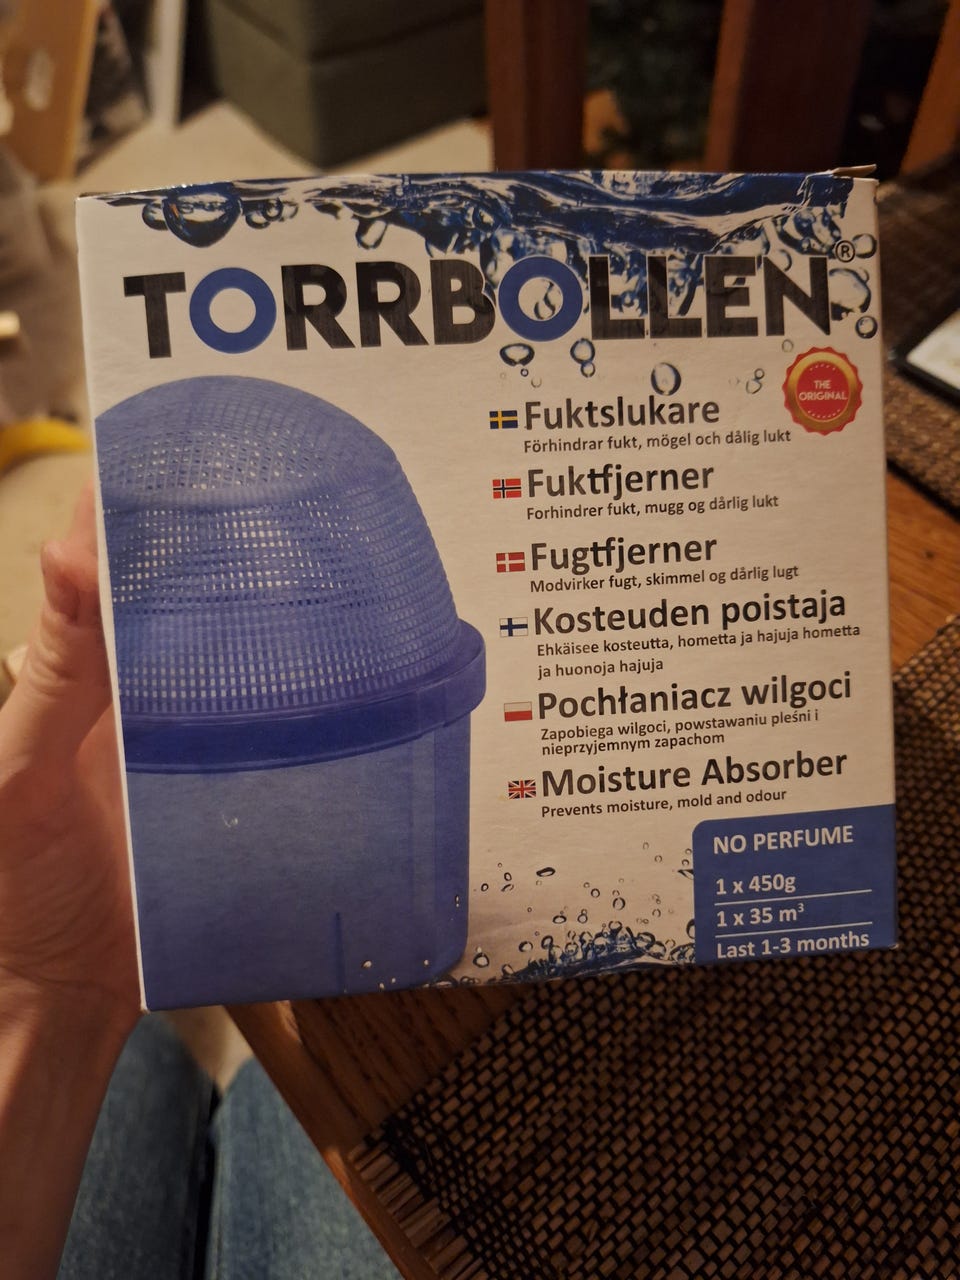 TORRBOLLEN®
THE
ORIGINAL
Fuktslukare
Förhindrar fukt, mögel och dålig lukt
Fuktfjerner
Forhindrer fukt, mugg og dårlig lukt
Fugtfjerner
Modvirker fugt, skimmel og dårlig lugt
Kosteuden poistaja
Ehkäisee kosteutta, hometta ja hajuja hometta
ja huonoja hajuja
Pochłaniacz wilgoci
Zapobiega wilgoci, powstawaniu pleśni i
nieprzyjemnym zapachom
Moisture Absorber
Prevents moisture, mold and odour
NO PERFUME
1 x 450g
1 x 35 m³
Last 1-3 months